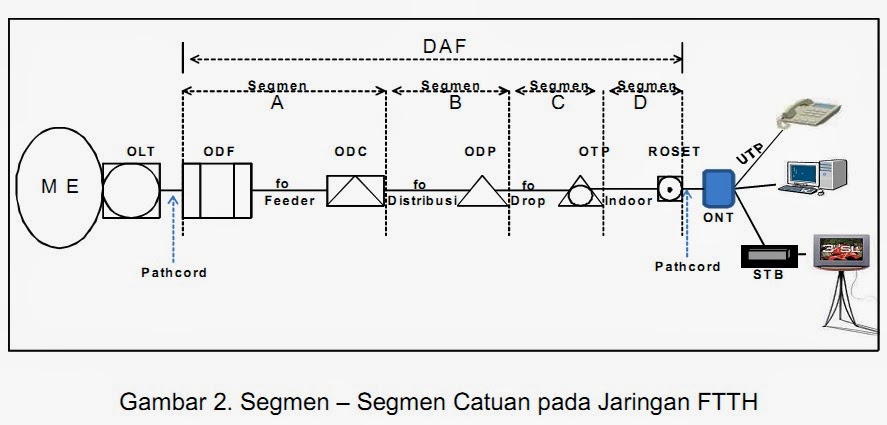 DAF
Segmen
A
Segmen
B
Segmen
C
Segmen
D
OLT
ODF
ODC
ODP
OTP
ROSET
UTP
M E
fo
Feeder
fo
Distribusi
fo
Drop
Indoor
ONT
Pathcord
Pathcord
STB
Gambar 2. Segmen – Segmen Catuan pada Jaringan FTTH